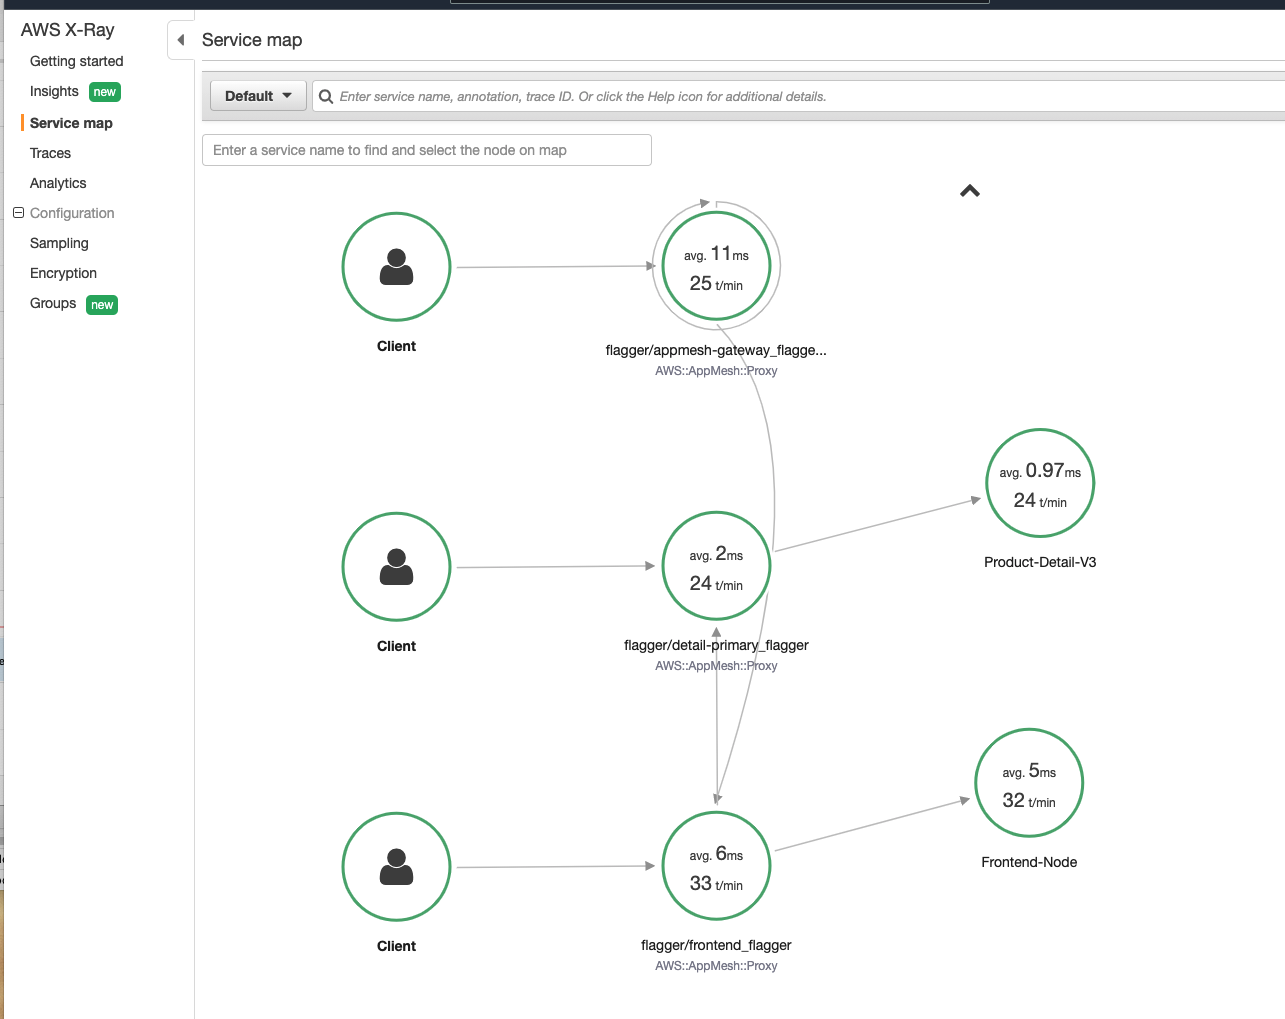 AWS X-Ray
Getting started
Insights new
Service map
Traces
Analytics
Configuration
Sampling
Encryption
Groups new
Service map
Default
Enter service name, annotation, trace ID. Or click the Help icon for additional details.
Enter a service name to find and select the node on map
Client
avg. 11ms
25 t/min
flagger/appmesh-gateway_flagge...
AWS::AppMesh::Proxy
avg. 0.97ms
24 t/min
Product-Detail-V3
Client
avg. 2ms
24 t/min
flagger/detail-primary_flagger
AWS::AppMesh::Proxy
avg. 5ms
32 t/min
Frontend-Node
Client
avg. 6ms
33 t/min
flagger/frontend_flagger
AWS::AppMesh::Proxy